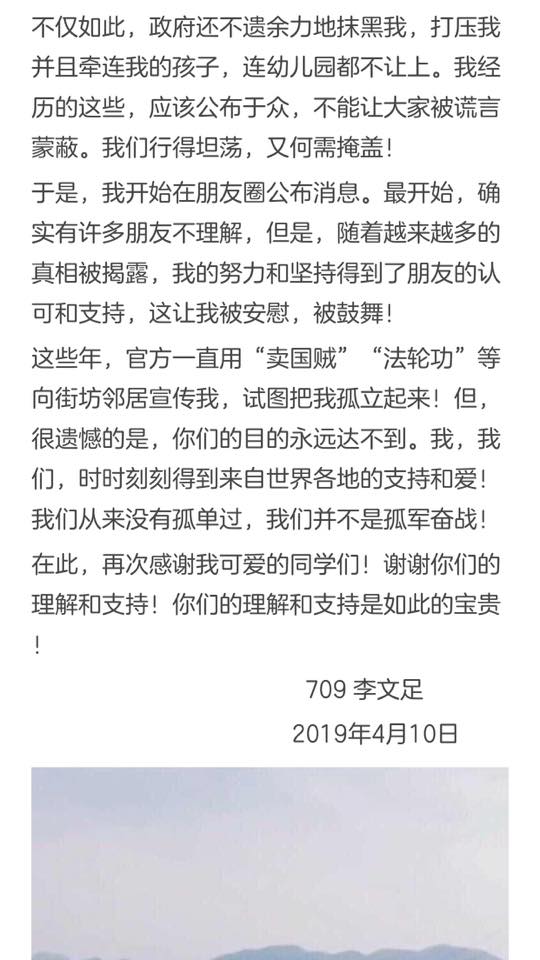 不仅如此，政府还不遗余力地抹黑我，打压我
并且牵连我的孩子，连幼儿园都不让上。我经
历的这些，应该公布于众，不能让大家被谎言
蒙蔽。我们行得坦荡，又何需掩盖！
于是，我开始在朋友圈公布消息。最开始，确
实有许多朋友不理解，但是，随着越来越多的
真相被揭露，我的努力和坚持得到了朋友的认
可和支持，这让我被安慰，被鼓舞！
这些年，官方一直用“卖国贼”“法轮功”等
向街坊邻居宣传我，试图把我孤立起来！但，
很遗憾的是，你们的目的永远达不到。我，我
们，时时刻刻得到来自世界各地的支持和爱！
我们从来没有孤单过，我们并不是孤军奋战！
在此，再次感谢我可爱的同学们！谢谢你们的
理解和支持！你们的理解和支持是如此的宝贵
！
709 李文足
2019年4月10日